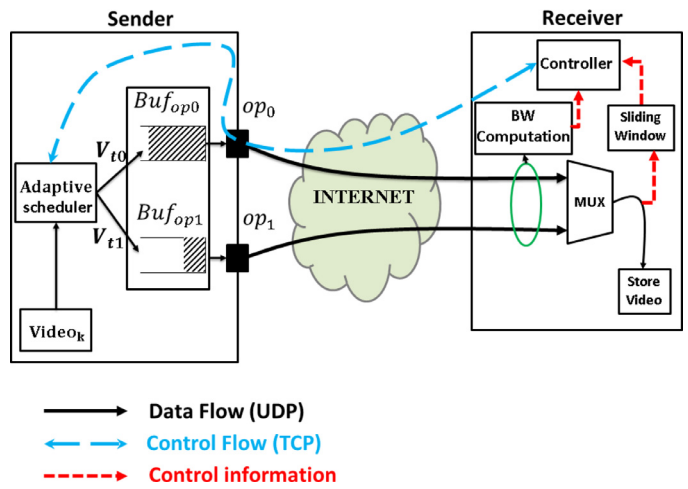 Sender
Receiver
Buf_op0
op_0
Controller
BW
Computation
Sliding
Window
V_t0
Adaptive
scheduler
INTERNET
MUX
Buf_op1
op_1
V_t1
Store
Video
Video_k
Data Flow (UDP)
Control Flow (TCP)
Control information